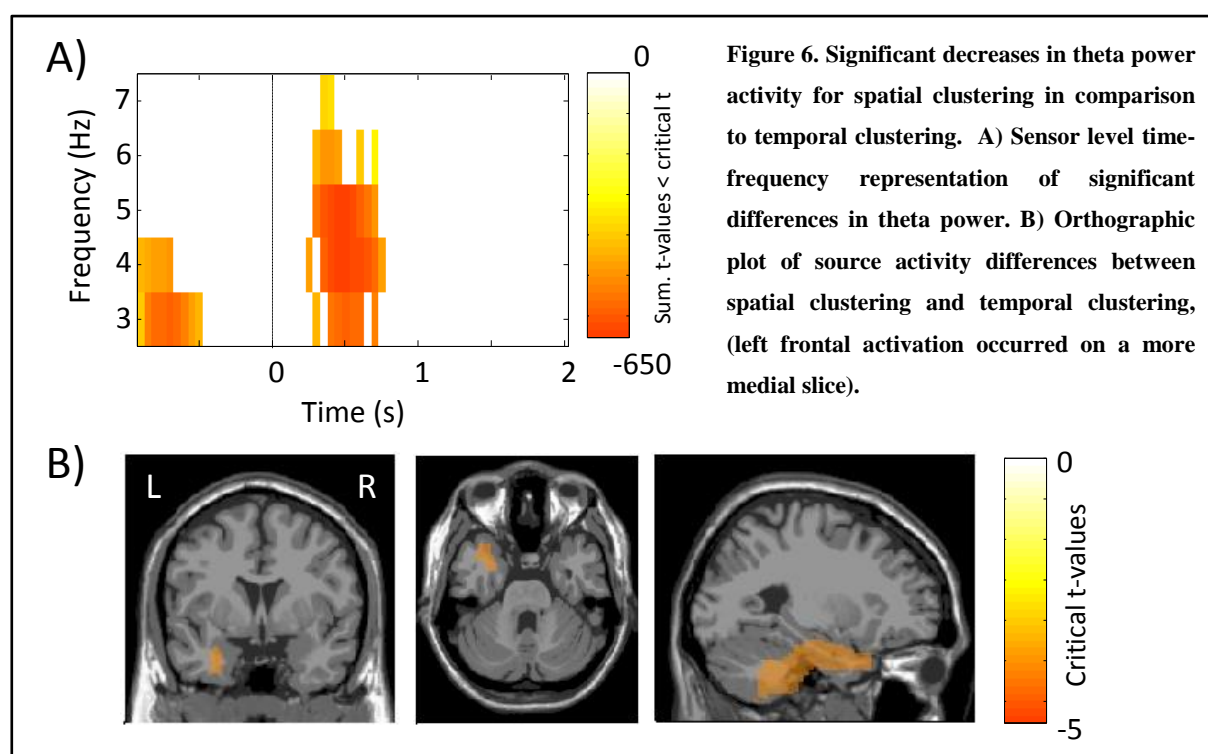 A)
7
6
5
4
3
Frequency (Hz)
0
1
2
Time (s)
0
Sum. t-values < critical t
-650
Figure 6. Significant decreases in theta power
activity for spatial clustering in comparison
to temporal clustering. A) Sensor level time-
frequency representation of significant
differences in theta power. B) Orthographic
plot of source activity differences between
spatial clustering and temporal clustering,
(left frontal activation occurred on a more
medial slice).
B)
L
R
0
Critical t-values
-5